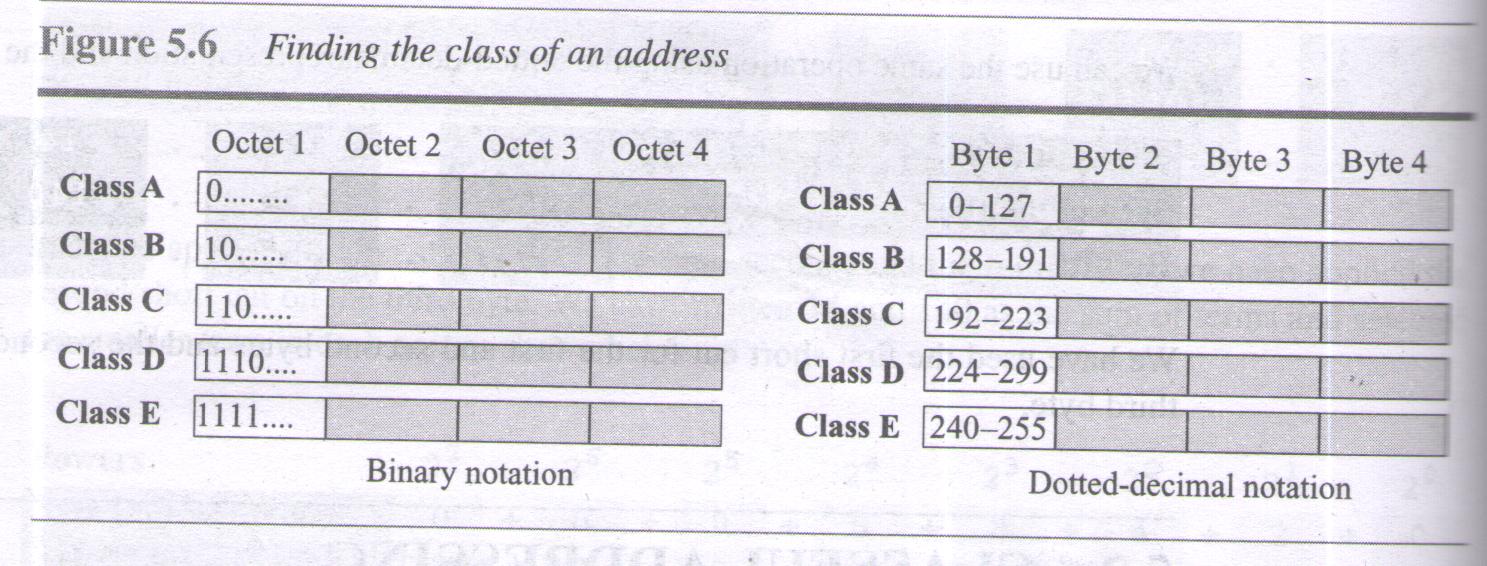 Figure 5.6 Finding the class of an address
Octet 1 Octet 2 Octet 3 Octet 4
Class A 0........
Class B 10......
Class C 110.....
Class D 1110....
Class E 1111....
Binary notation
Byte 1 Byte 2 Byte 3 Byte 4
Class A 0–127
Class B 128–191
Class C 192–223
Class D 224–299
Class E 240–255
Dotted-decimal notation